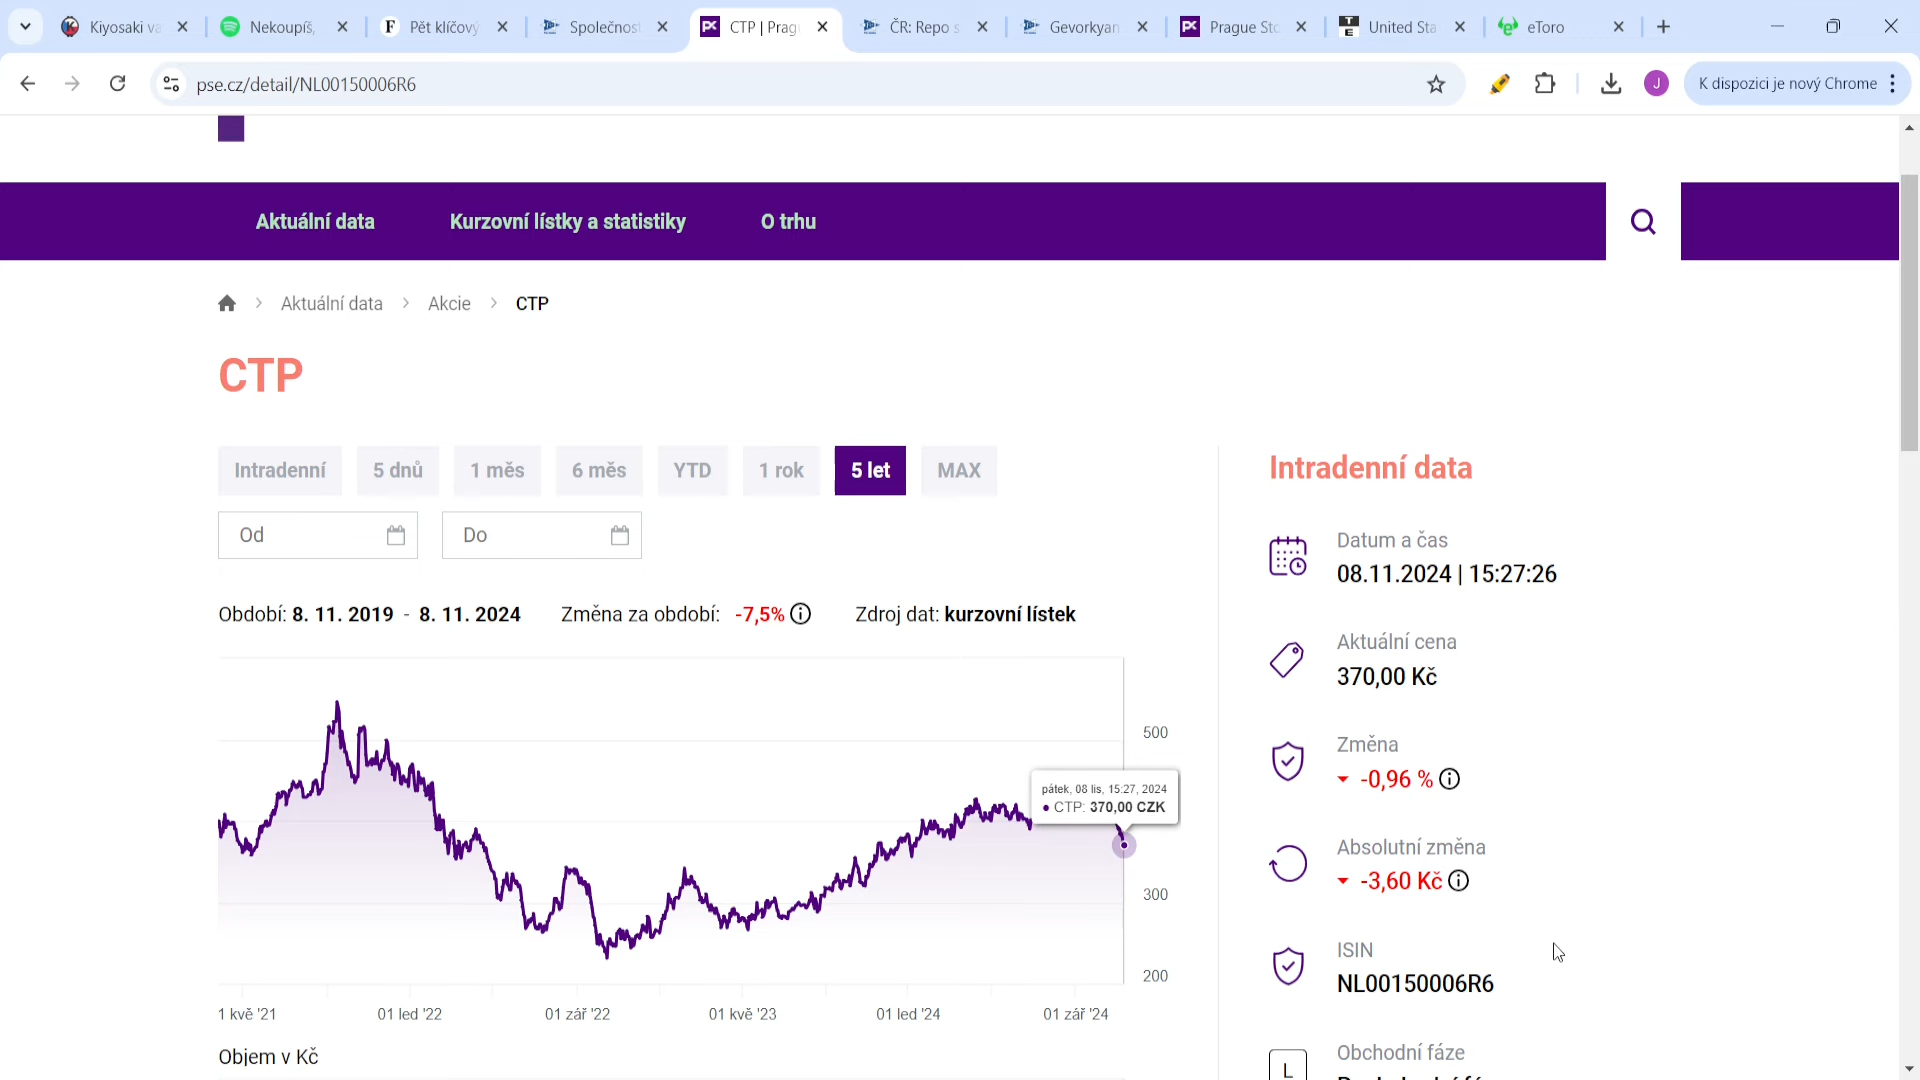 Kiyosaki va
Nekoupíš,
Pět klíčový
Společnos
CTP | Prag
ČR: Repo s
Gevorkyan
Prague Sto
United Sta
eToro
pse.cz/detail/NL00150006R6
J
K dispozici je nový Chrome
Aktuální data
Kurzovní lístky a statistiky
O trhu
Aktuální data
Akcie
CTP
CTP
Intradenní
5 dnů
1 měs
6 měs
YTD
1 rok
5 let
MAX
Od
Do
Období: 8. 11. 2019 - 8. 11. 2024
Změna za období: -7,5%
Zdroj dat: kurzovní lístek
500
pátek, 08 lis, 15:27, 2024
CTP: 370,00 CZK
300
200
1 kvě '21
01 led '22
01 zář '22
01 kvě '23
01 led '24
01 zář '24
Objem v Kč
Intradenní data
Datum a čas
08.11.2024 | 15:27:26
Aktuální cena
370,00 Kč
Změna
-0,96 %
Absolutní změna
-3,60 Kč
ISIN
NL00150006R6
Obchodní fáze
L